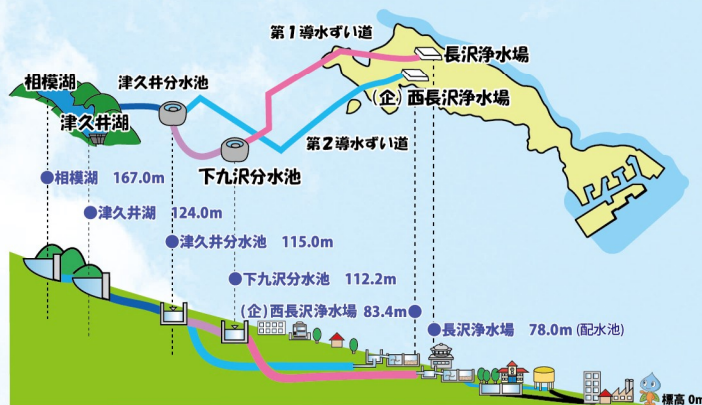 第1導水ずい道
長沢浄水場
相模湖
津久井分水池
(企)西長沢浄水場
津久井湖
第2導水ずい道
下九沢分水池
●相模湖 167.0m
●津久井湖 124.0m
●津久井分水池 115.0m
●下九沢分水池 112.2m
(企)西長沢浄水場 83.4m●
●長沢浄水場 78.0m(配水池)
標高 0m